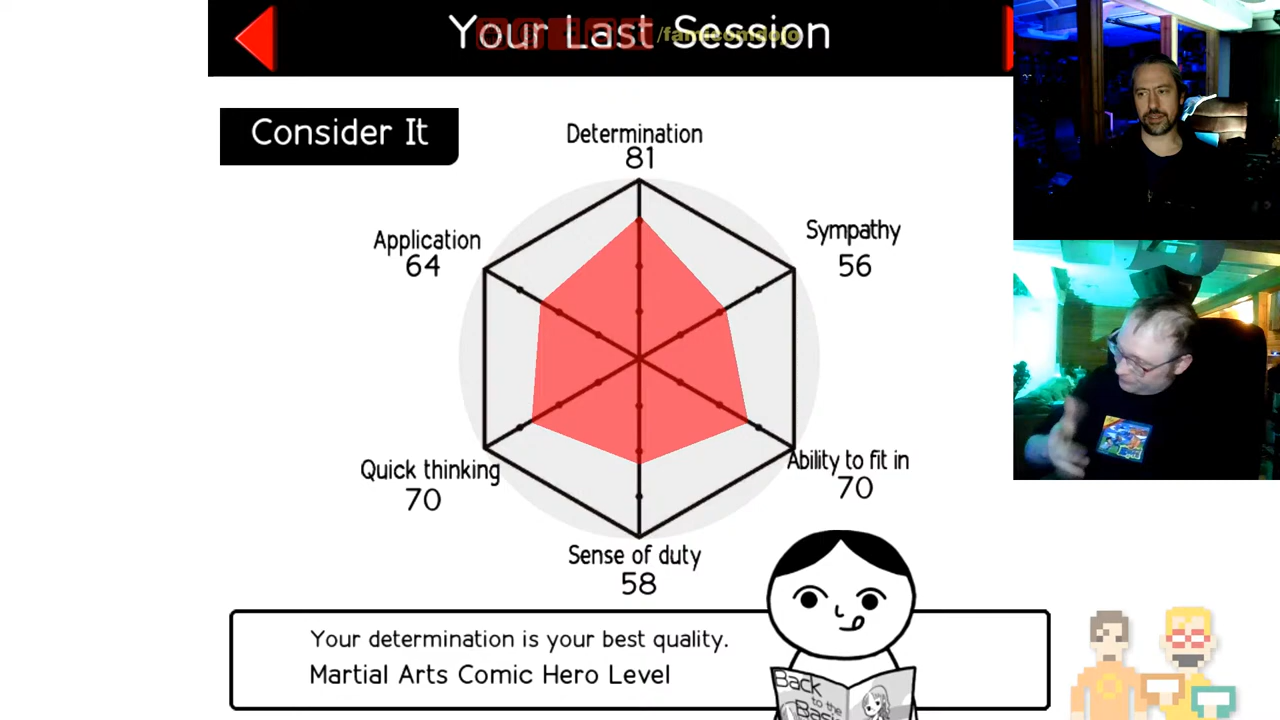 Your Last Session
/famicomdojo
Consider It
Determination
81
Application
64
Sympathy
56
Quick thinking
70
Ability to fit in
70
Sense of duty
58
Your determination is your best quality.
Martial Arts Comic Hero Level
Back
to the